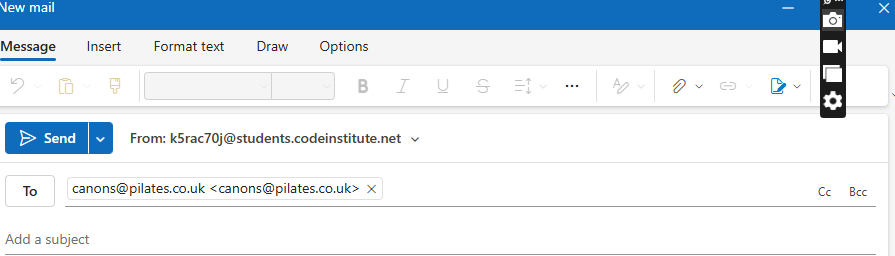 New mail
Message Insert Format text Draw Options
B I U S
Send From: k5rac70j@students.codeinstitute.net
To canons@pilates.co.uk <canons@pilates.co.uk> Cc Bcc
Add a subject